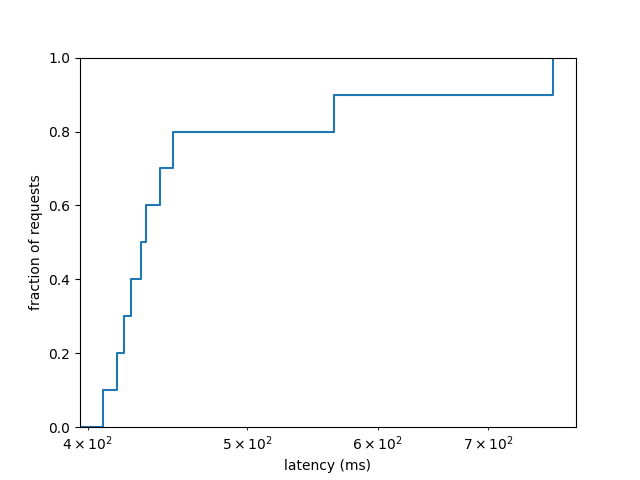 1.0
0.8
0.6
0.4
0.2
0.0
fraction of requests
4 × 10²
5 × 10²
6 × 10²
7 × 10²
latency (ms)